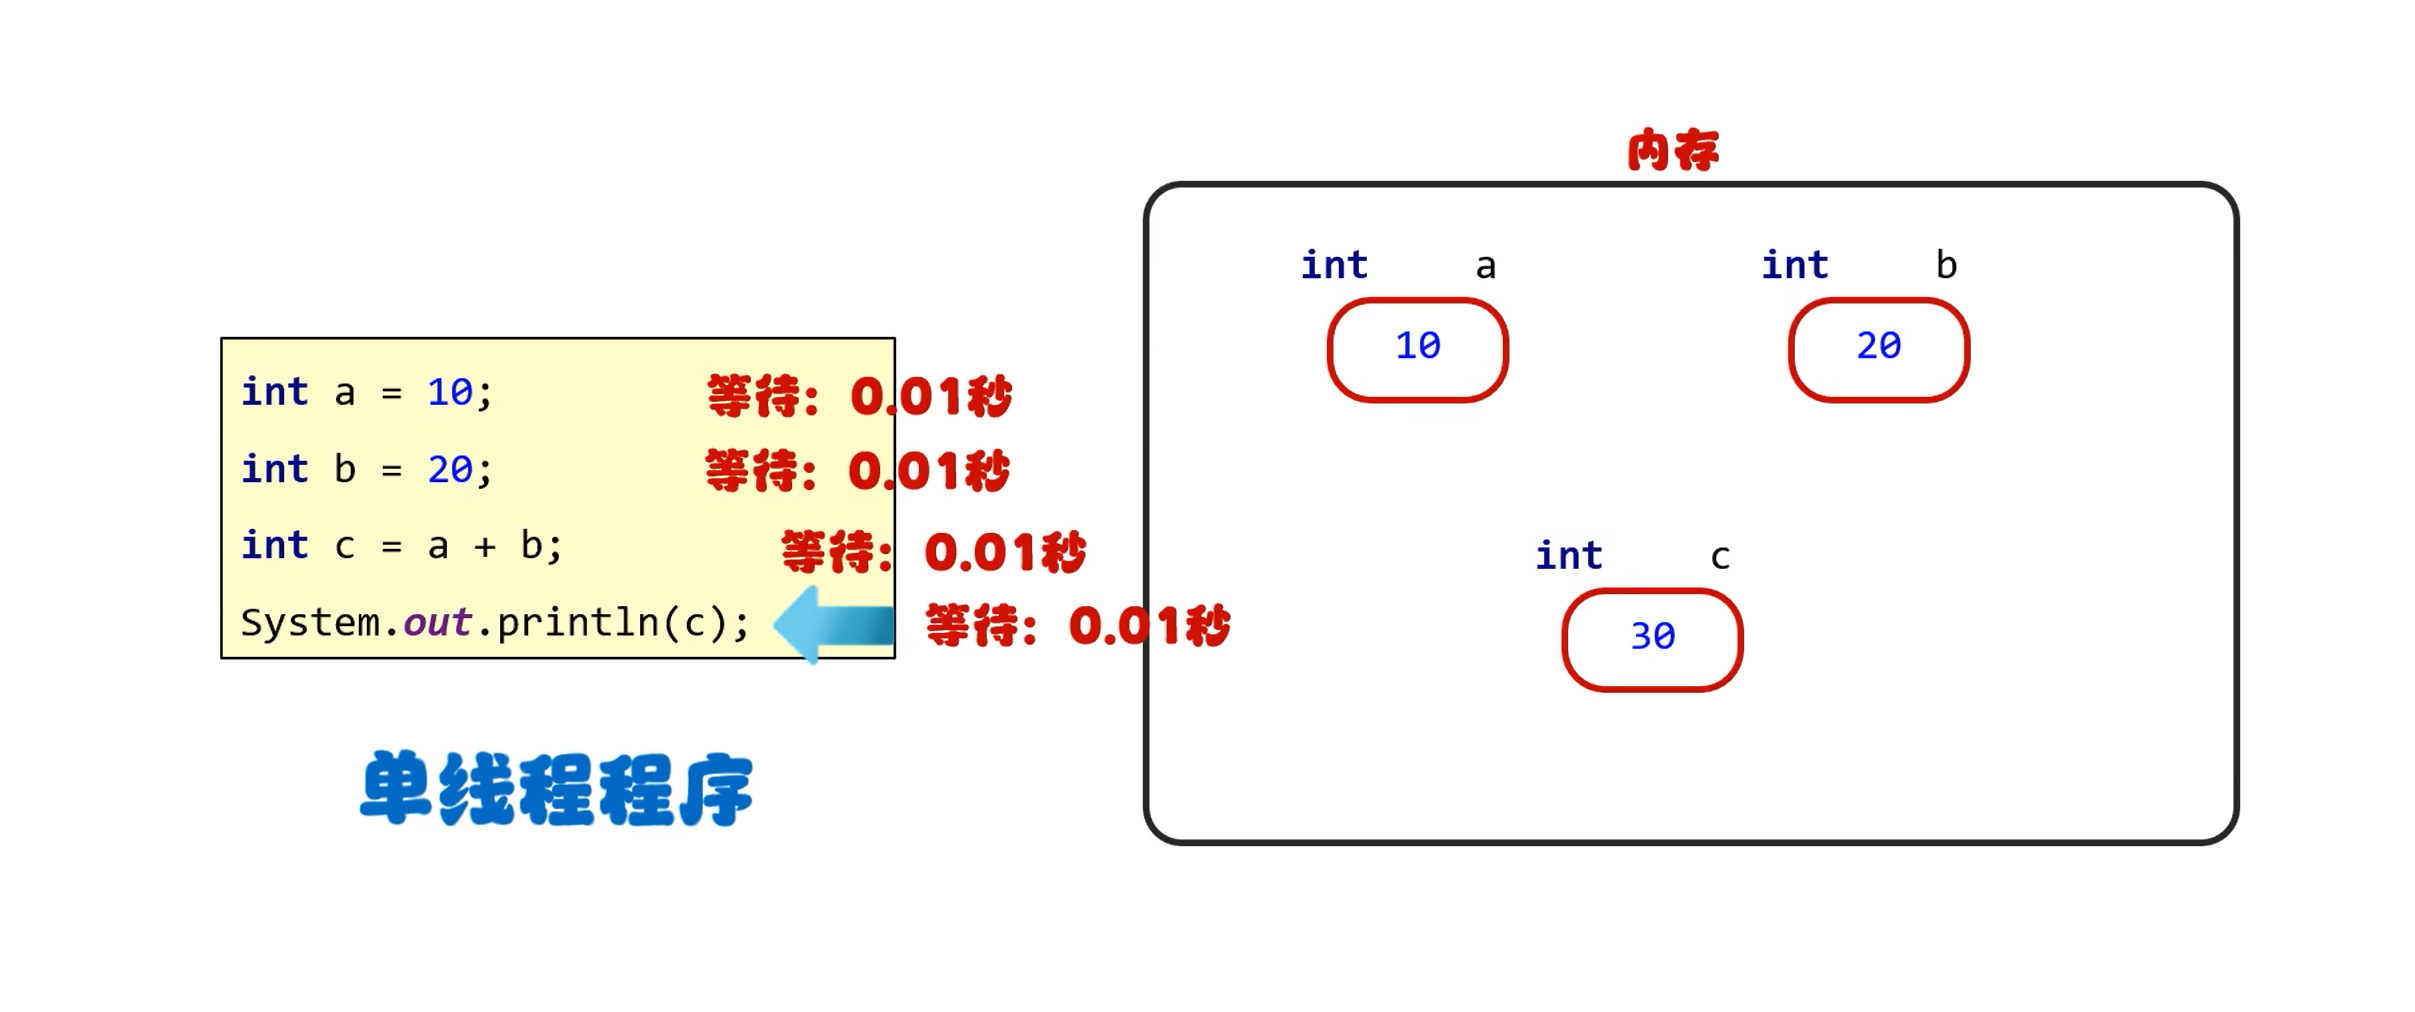 int a = 10; 等待: 0.01秒
int b = 20; 等待: 0.01秒
int c = a + b; 等待: 0.01秒
System.out.println(c); 等待: 0.01秒
单线程程序
内存
int a
10
int b
20
int c
30